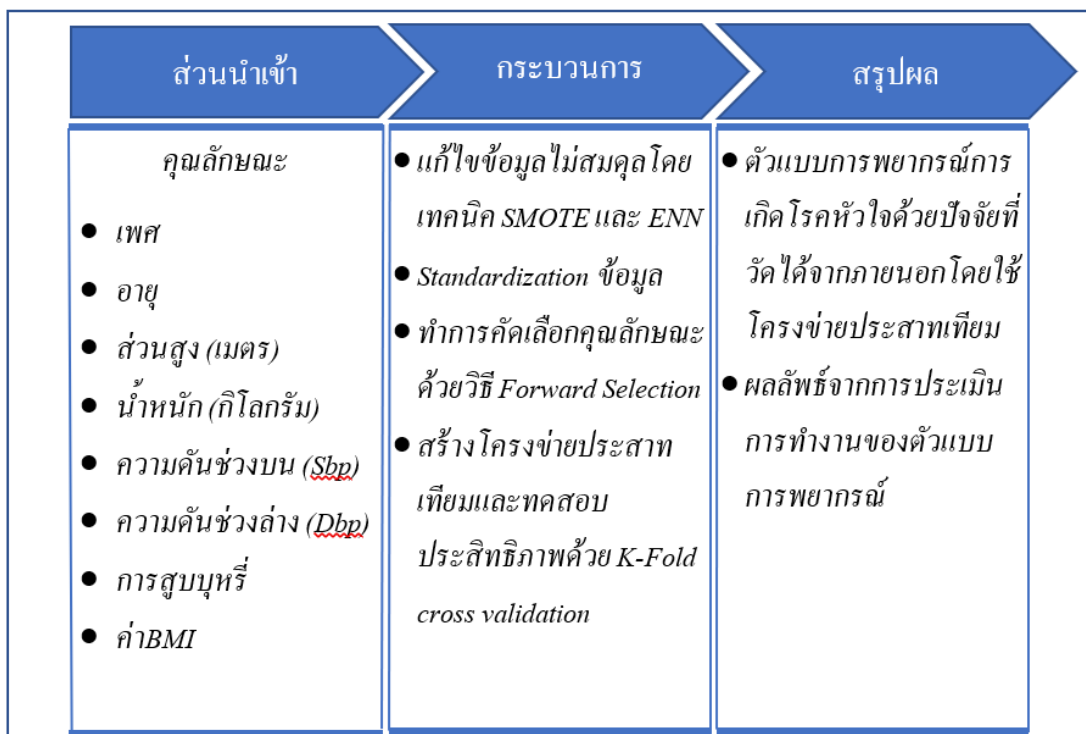 ส่วนนำเข้า
กระบวนการ
สรุปผล
คุณลักษณะ
● เพศ
● อายุ
● ส่วนสูง (เมตร)
● น้ำหนัก (กิโลกรัม)
● ความดันช่วงบน (Sbp)
● ความดันช่วงล่าง (Dbp)
● การสูบบุหรี่
● ค่าBMI
● แก้ไขข้อมูลไม่สมดุลโดย
เทคนิค SMOTE และ ENN
● Standardization ข้อมูล
● ทำการคัดเลือกคุณลักษณะ
ด้วยวิธี Forward Selection
● สร้างโครงข่ายประสาท
เทียมและทดสอบ
ประสิทธิภาพด้วย K-Fold
cross validation
● ตัวแบบการพยากรณ์การ
เกิดโรคหัวใจด้วยปัจจัยที่
วัดได้จากภายนอกโดยใช้
โครงข่ายประสาทเทียม
● ผลลัพธ์จากการประเมิน
การทำงานของตัวแบบ
การพยากรณ์